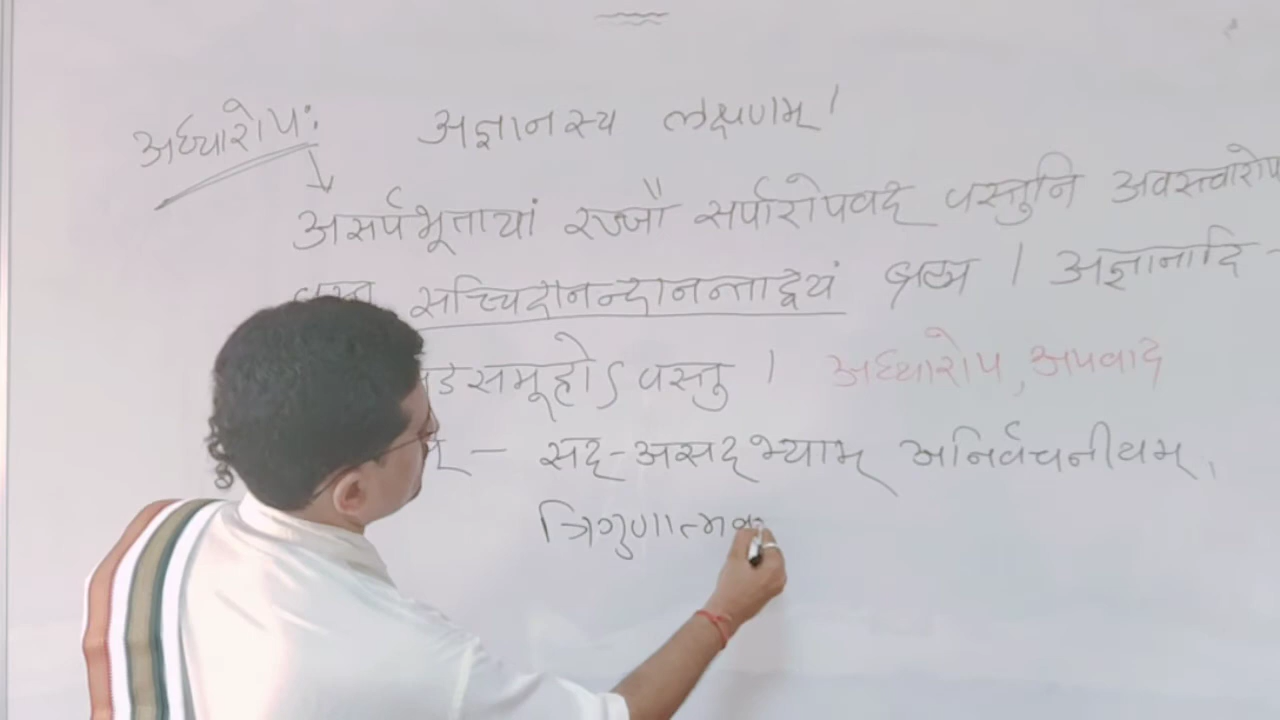 अध्यारोपः अज्ञानस्य लक्षणम्।
असर्पभूतायां रज्जौ सर्पारोपवद् वस्तुनि अवस्त्वारोप
सच्चिदानन्दानन्ताद्वयं ब्रह्म । अज्ञानादि -
डसमूहोऽवस्तु । अध्यारोप, अपवाद
- सद्-असद्भ्याम् अनिर्वचनीयम्,
त्रिगुणात्मक